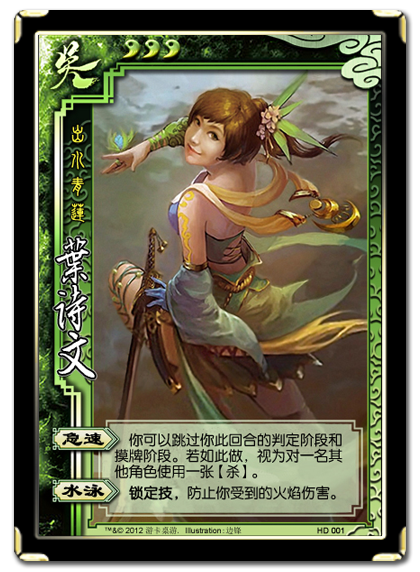 吴
出水青蓮
葉诗文
急速
你可以跳过你此回合的判定阶段和
摸牌阶段。若如此做，视为对一名其
他角色使用一张【杀】。
水泳
锁定技，防止你受到的火焰伤害。
™&© 2012 游卡桌游. Illustration : 边锋
HD 001